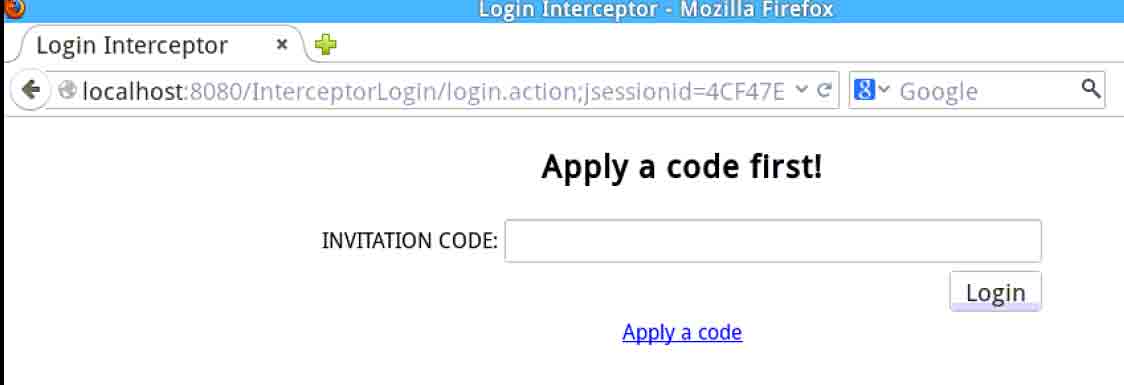 Login Interceptor - Mozilla Firefox
Login Interceptor
localhost:8080/InterceptorLogin/login.action;jsessionid=4CF47E
8 Google
Apply a code first!
INVITATION CODE:
Login
Apply a code